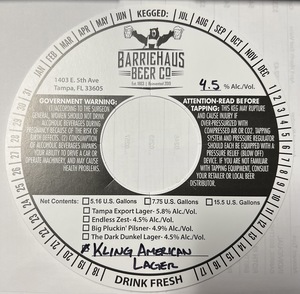 KEGGED:
JAN FEB MAR APR MAY JUN JUL AUG SEP OCT NOV DEC
BARRIEHAUS
BEER CO
1403 E. 5th Ave
Tampa, FL 33605
4.5 % Alc./Vol.
GOVERNMENT WARNING:
(1) ACCORDING TO THE SURGEON
GENERAL, WOMEN SHOULD NOT DRINK
ALCOHOLIC BEVERAGES DURING
PREGNANCY BECAUSE OF THE RISK OF
BIRTH DEFECTS. (2) CONSUMPTION
OF ALCOHOLIC BEVERAGES IMPAIRS
YOUR ABILITY TO DRIVE A CAR OR
OPERATE MACHINERY, AND MAY CAUSE
HEALTH PROBLEMS.
ATTENTION-READ BEFORE
TAPPING! THIS KEG MAY RUPTURE
AND CAUSE INJURY IF
OVER-PRESSURIZED WITH
COMPRESSED AIR OR CO2. TAPPING
SYSTEM AND PRESSURE REGULATORS
SHOULD EACH BE EQUIPPED WITH A
PRESSURE RELIEF (BLOW OFF)
DEVICE. IF YOU ARE NOT FAMILIAR
WITH TAPPING EQUIPMENT, CONSULT
YOUR RETAILER OR LOCAL BEER
DISTRIBUTOR.
Net Contents: 5.16 U.S. Gallons 7.75 U.S. Gallons 15.5 U.S. Gallons
Tampa Export Lager- 5.8% Alc./Vol.
Endless Zest- 4.5% Alc./Vol.
Big Pluckin' Pilsner- 4.9% Alc./Vol.
The Dark Dunkel Lager- 4.5% Alc./Vol.
KLING AMERICAN
LAGER
DRINK FRESH